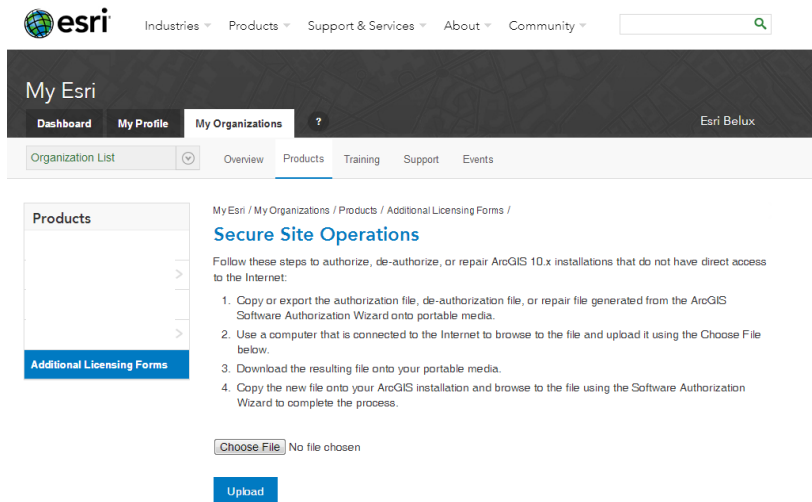 esri
Industries Products Support & Services About Community
My Esri
Dashboard My Profile My Organizations ? Esri Belux
Organization List Overview Products Training Support Events
Products
Additional Licensing Forms
My Esri / My Organizations / Products / Additional Licensing Forms /
Secure Site Operations
Follow these steps to authorize, de-authorize, or repair ArcGIS 10.x installations that do not have direct access
to the Internet:
1. Copy or export the authorization file, de-authorization file, or repair file generated from the ArcGIS
Software Authorization Wizard onto portable media.
2. Use a computer that is connected to the Internet to browse to the file and upload it using the Choose File
below.
3. Download the resulting file onto your portable media.
4. Copy the new file onto your ArcGIS installation and browse to the file using the Software Authorization
Wizard to complete the process.
Choose File No file chosen
Upload